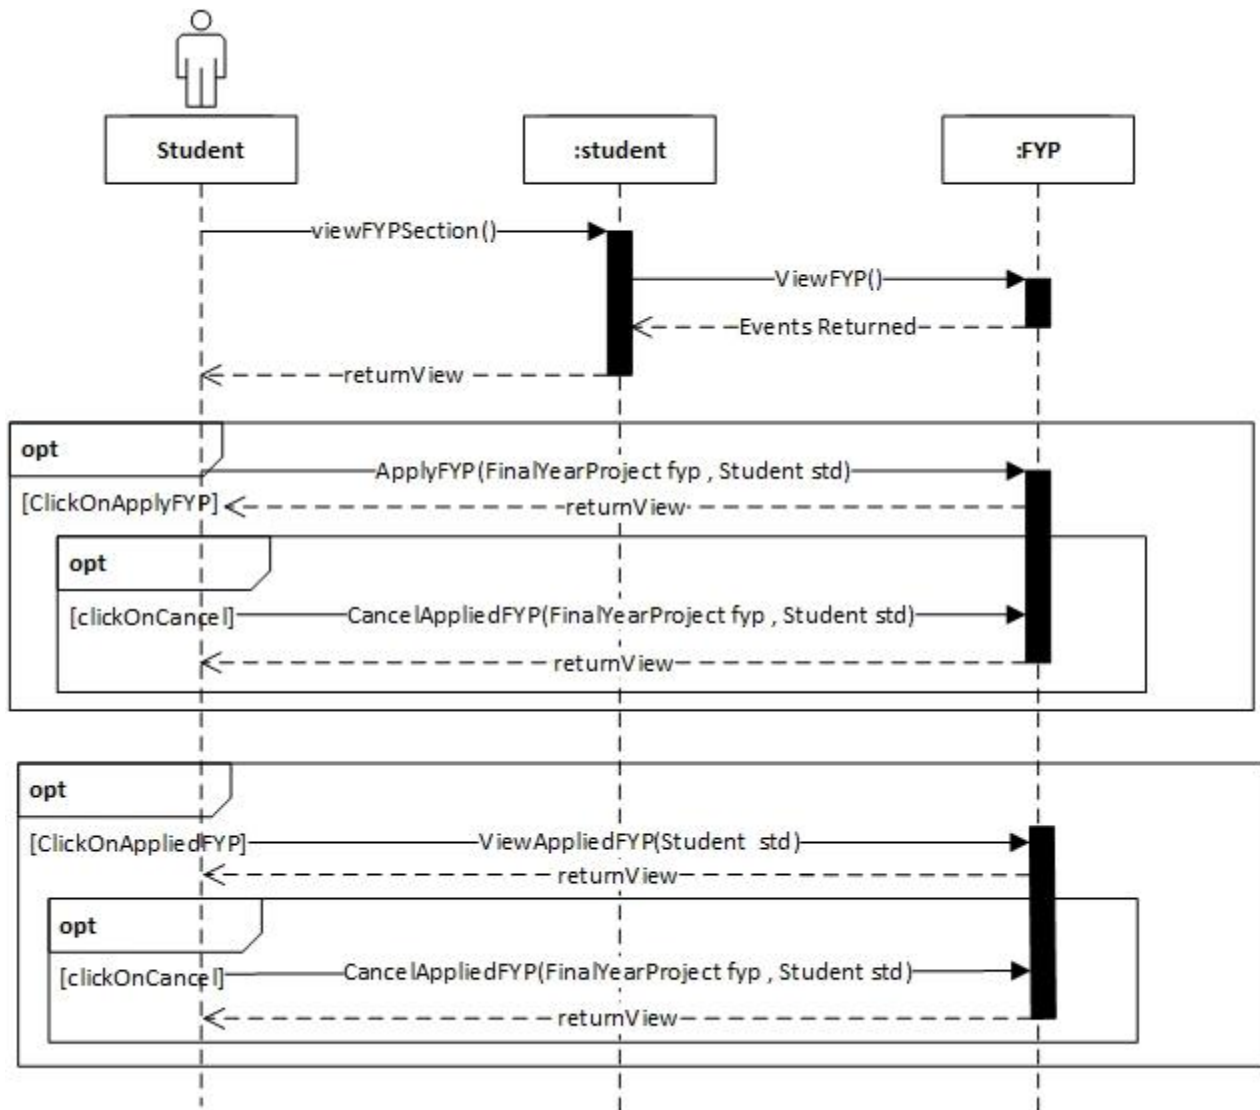 Student
:student
:FYP
viewFYPSection()
ViewFYP()
Events Returned
returnView
opt
ApplyFYP(FinalYearProject fyp , Student std)
[ClickOnApplyFYP]
returnView
opt
[clickOnCancel]
CancelAppliedFYP(FinalYearProject fyp , Student std)
returnView
opt
[ClickOnAppliedFYP]
ViewAppliedFYP(Student std)
returnView
opt
[clickOnCancel]
CancelAppliedFYP(FinalYearProject fyp , Student std)
returnView